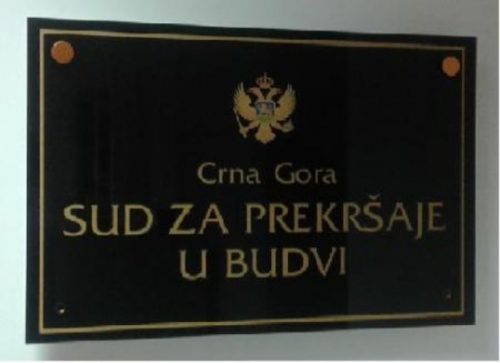 Crna Gora
SUD ZA PREKRŠAJE
U BUDVI